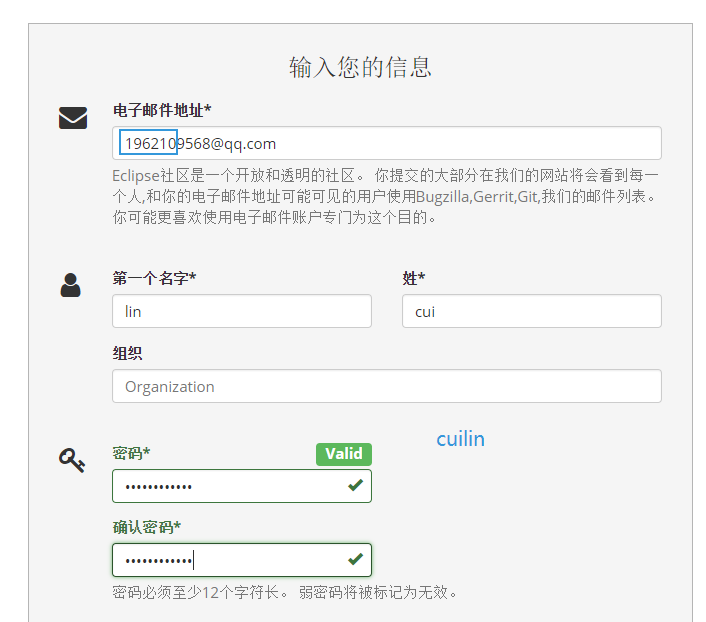 输入您的信息
电子邮件地址*
1962109568@qq.com
Eclipse社区是一个开放和透明的社区。 你提交的大部分在我们的网站将会看到每一
个人,和你的电子邮件地址可能可见的用户使用Bugzilla,Gerrit,Git,我们的邮件列表。
你可能更喜欢使用电子邮件账户专门为这个目的。
第一个名字* 姓*
lin cui
组织
Organization
cuilin
密码* Valid
••••••••••••
确认密码*
••••••••••••
密码必须至少12个字符长。 弱密码将被标记为无效。